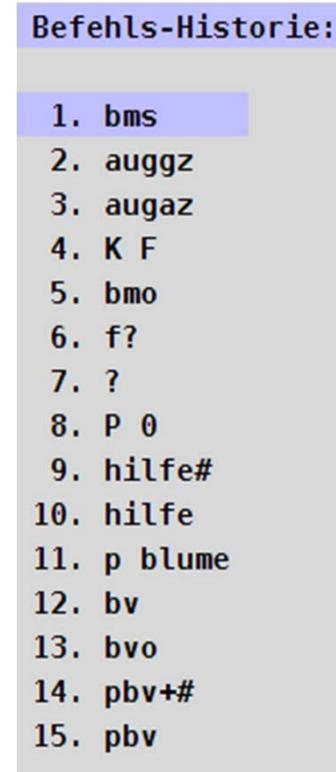 Befehls-Historie:
1. bms
2. auggz
3. augaz
4. K F
5. bmo
6. f?
7. ?
8. P 0
9. hilfe#
10. hilfe
11. p blume
12. bv
13. bvo
14. pbv+#
15. pbv